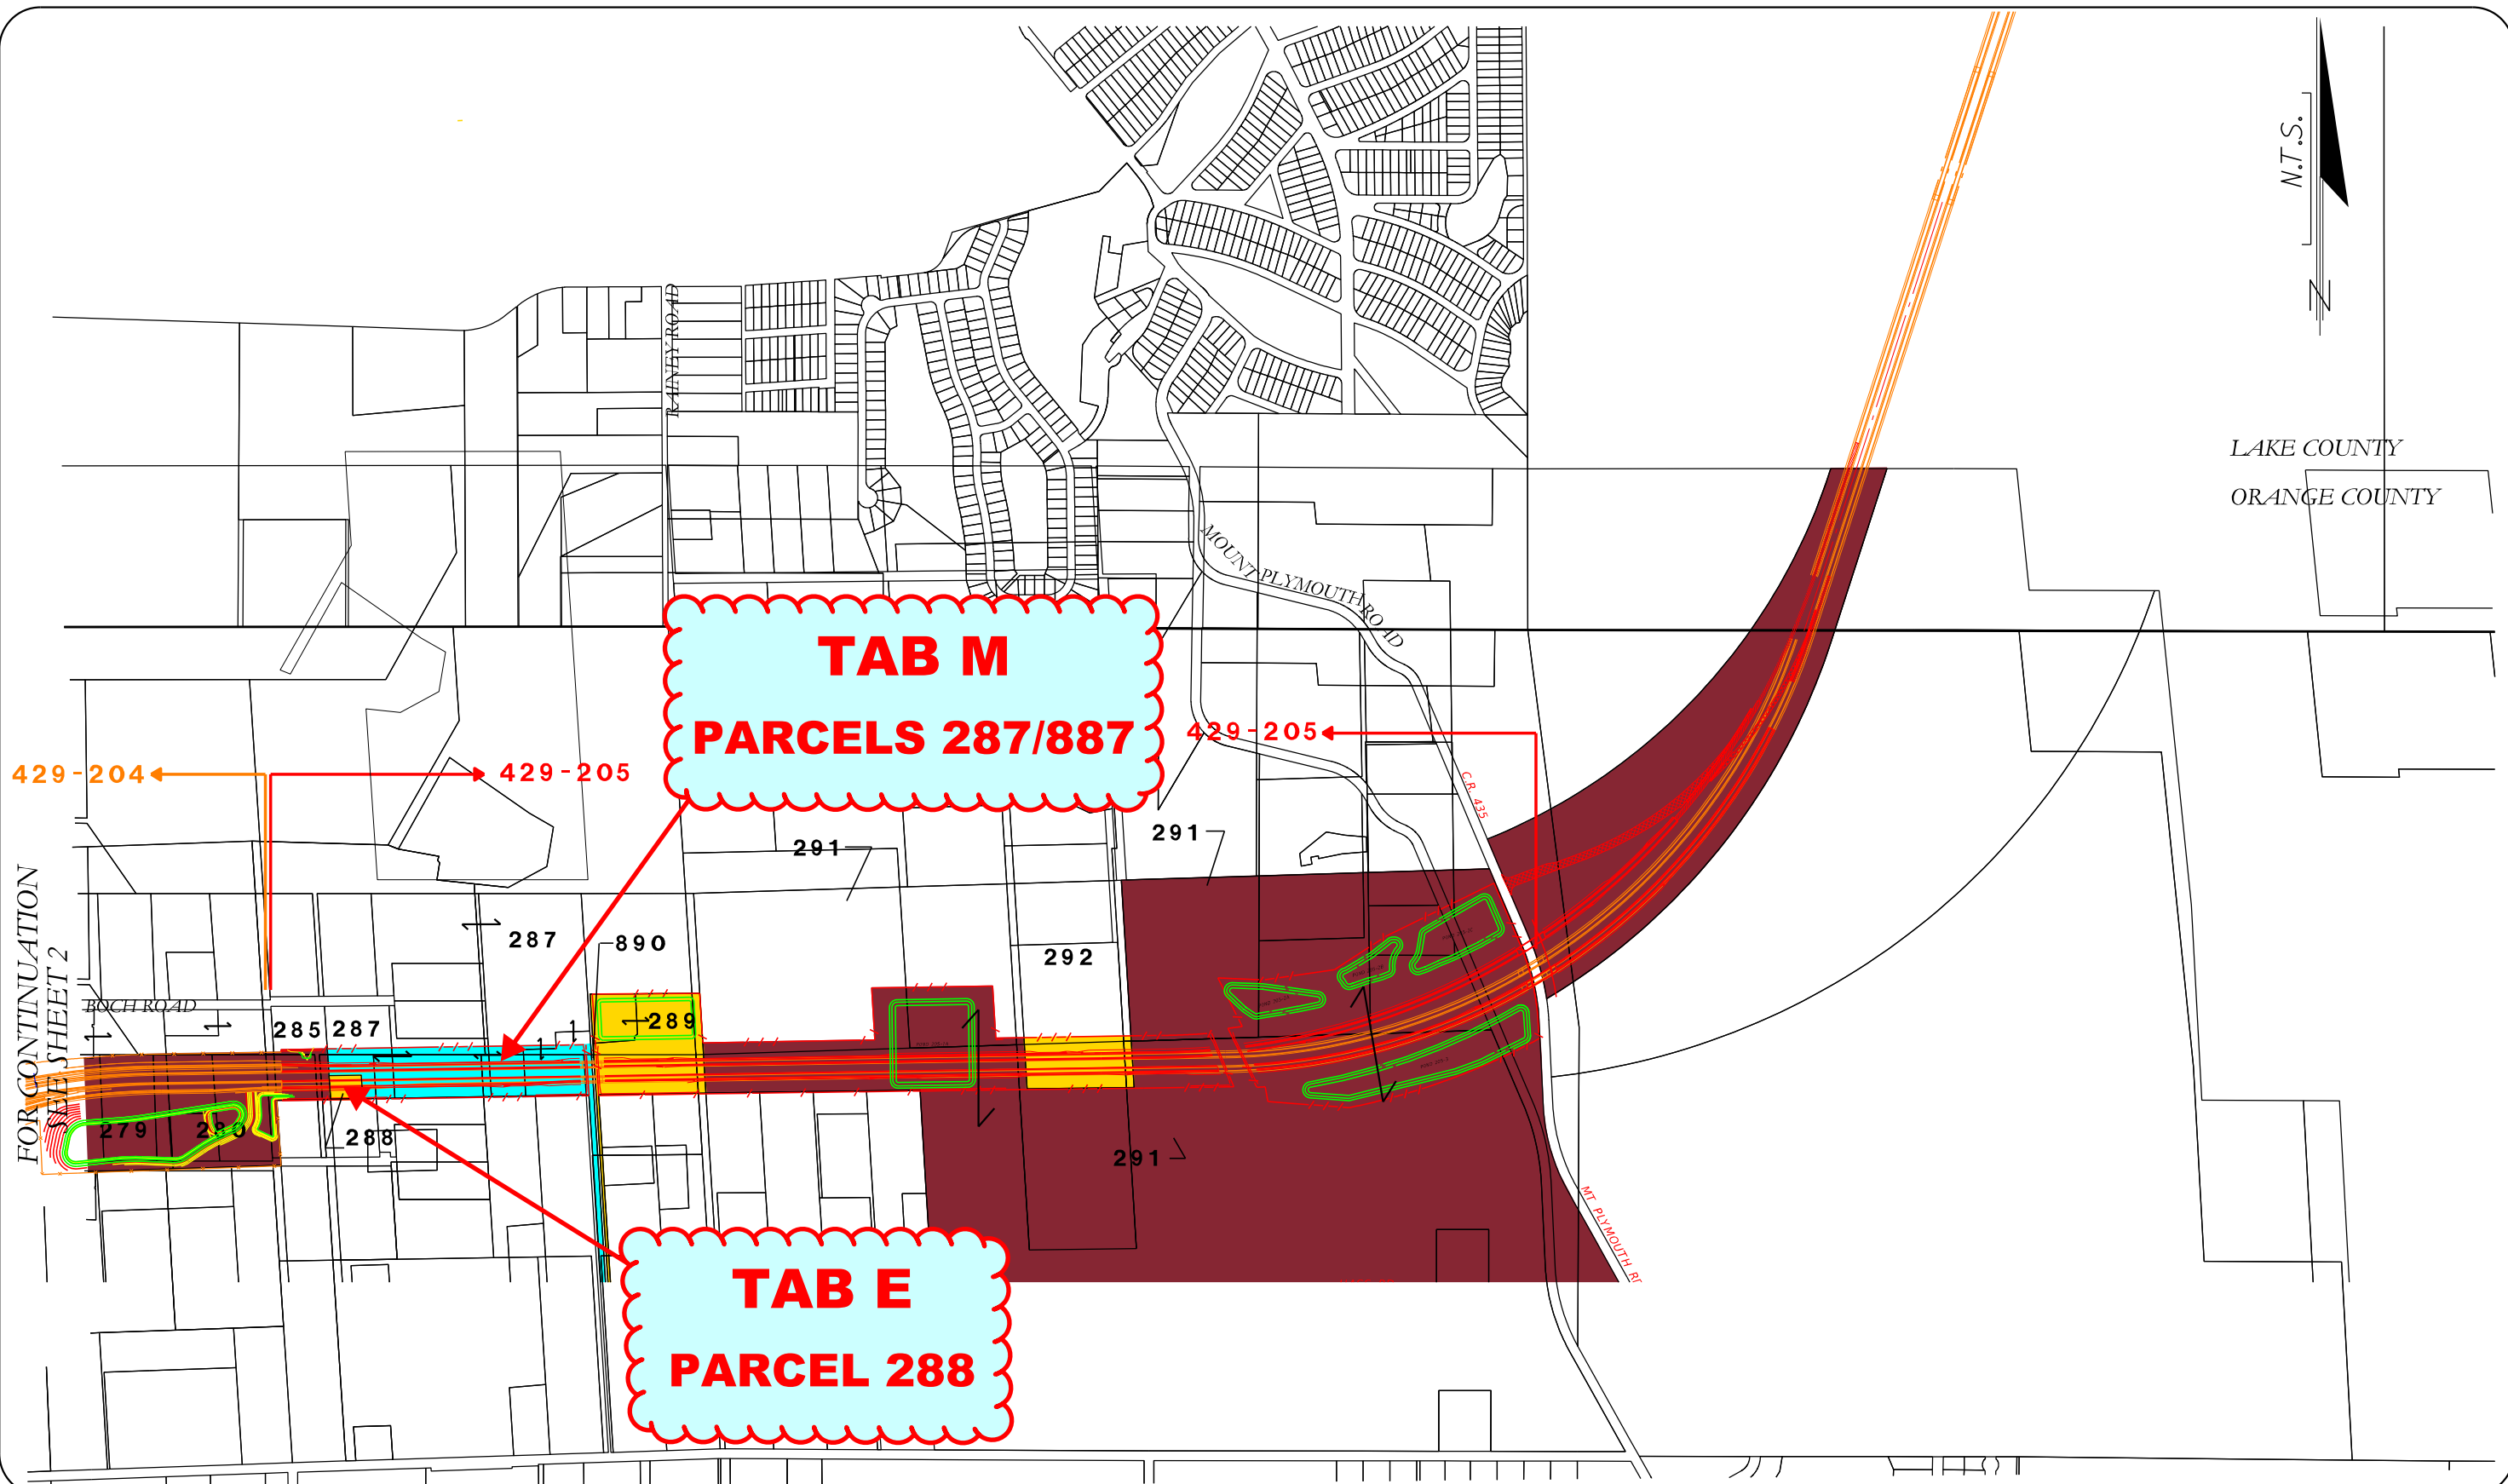 N.T.S.
N
RAINEY ROAD
LAKE COUNTY
ORANGE COUNTY
MOUNT PLYMOUTH ROAD
TAB M
PARCELS 287/887
429-204
429-205
429-205
C.R. 435
291
291
287
890
292
FOR CONTINUATION
SEE SHEET 2
BOCH ROAD
285
287
289
279
280
288
291
MT PLYMOUTH RD
TAB E
PARCEL 288